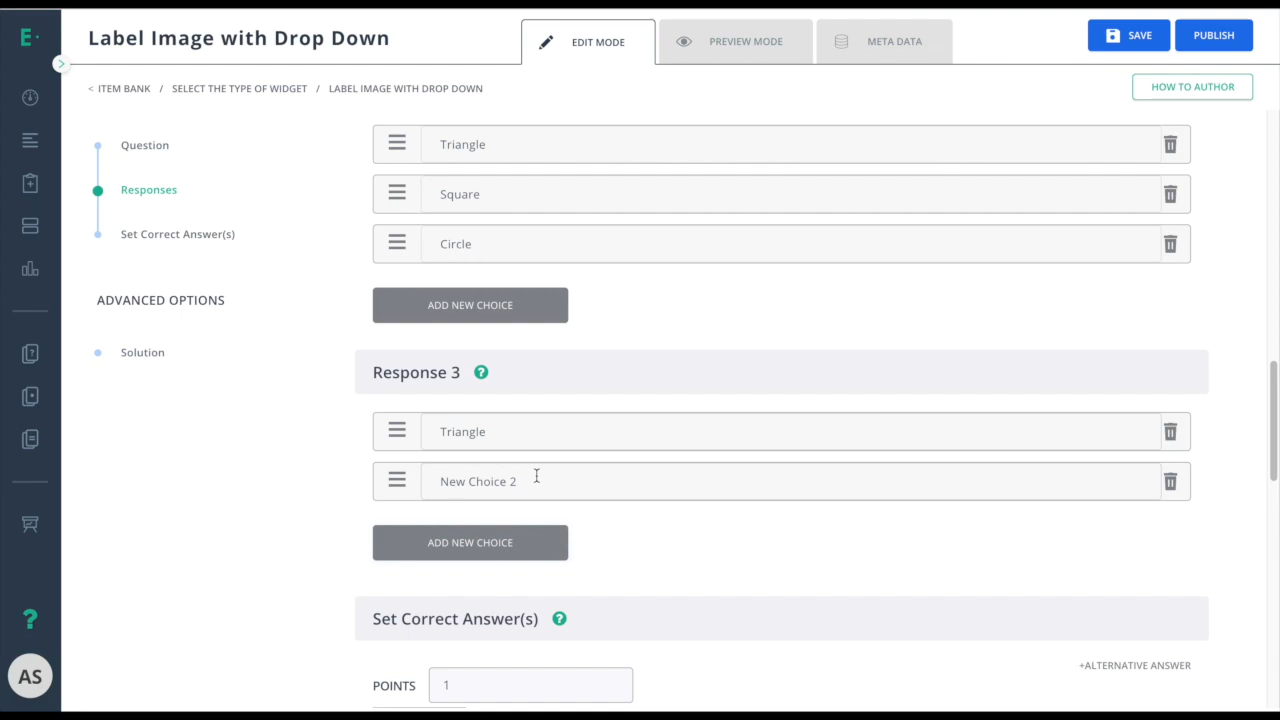 E·
Label Image with Drop Down
EDIT MODE
PREVIEW MODE
META DATA
SAVE
PUBLISH
< ITEM BANK / SELECT THE TYPE OF WIDGET / LABEL IMAGE WITH DROP DOWN
HOW TO AUTHOR
Question
Responses
Set Correct Answer(s)
ADVANCED OPTIONS
Solution
Triangle
Square
Circle
ADD NEW CHOICE
Response 3 ?
Triangle
New Choice 2
ADD NEW CHOICE
Set Correct Answer(s) ?
+ALTERNATIVE ANSWER
POINTS 1
?
AS